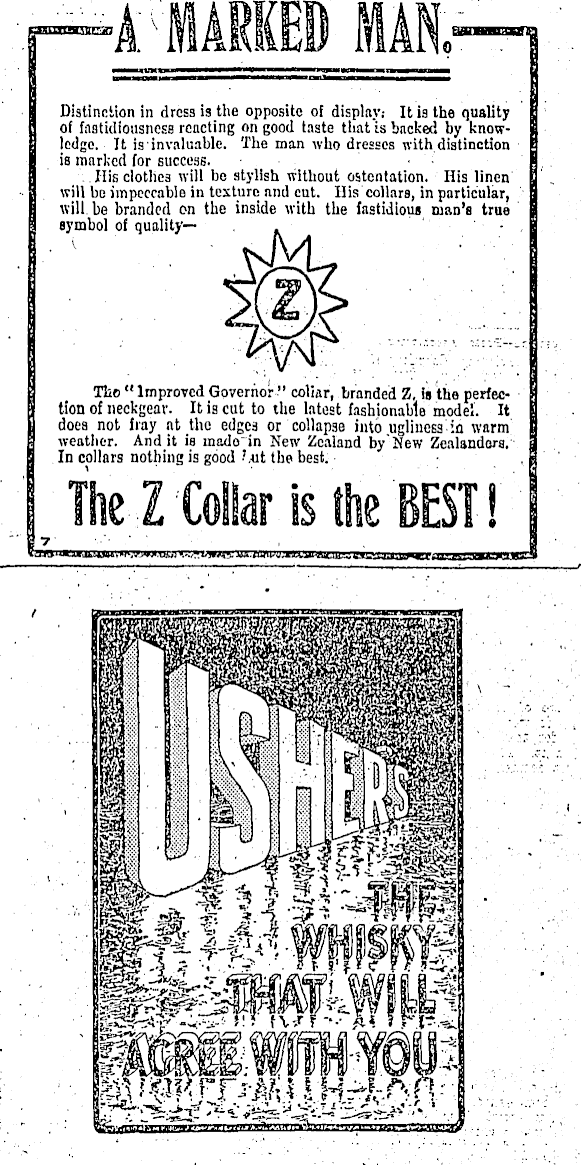 A MARKED MAN.
Distinction in dress is the opposite of display: It is the quality
of fastidiousness reacting on good taste that is backed by know-
ledge. It is invaluable. The man who dresses with distinction
is marked for success.
His clothes will be stylish without ostentation. His linen
will be impeccable in texture and cut. His collars, in particular,
will be branded on the inside with the fastidious man's true
symbol of quality—
Z
The "Improved Governor" collar, branded Z, is the perfec-
tion of neckgear. It is cut to the latest fashionable model. It
does not fray at the edges or collapse into ugliness in warm
weather. And it is made in New Zealand by New Zealanders.
In collars nothing is good but the best.
The Z Collar is the BEST!
7
USHERS
THE
WHISKY
THAT WILL
AGREE WITH YOU